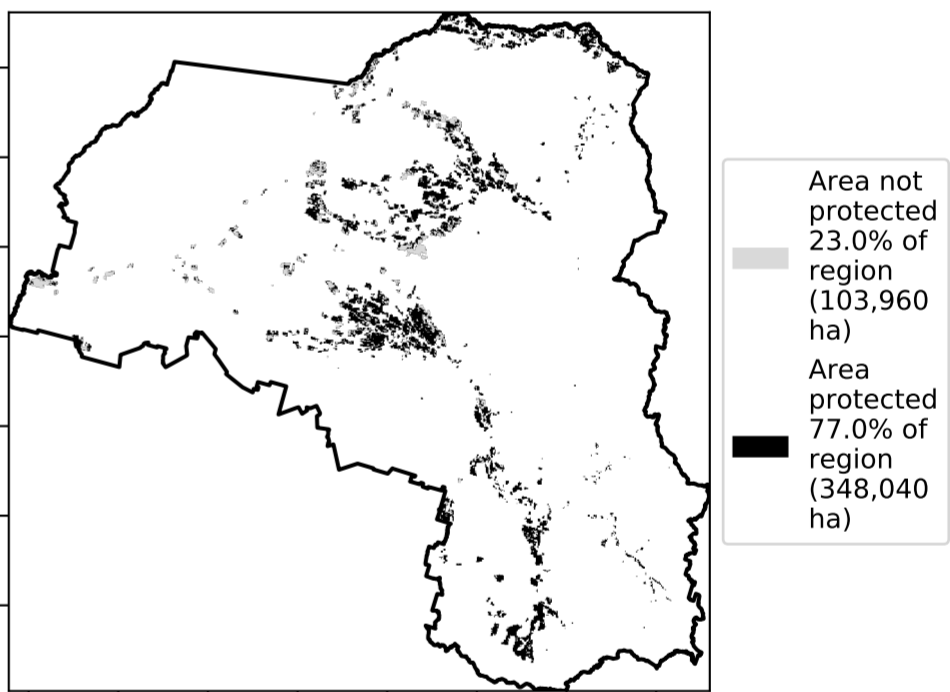 Area not
protected
23.0% of
region
(103,960
ha)
Area
protected
77.0% of
region
(348,040
ha)